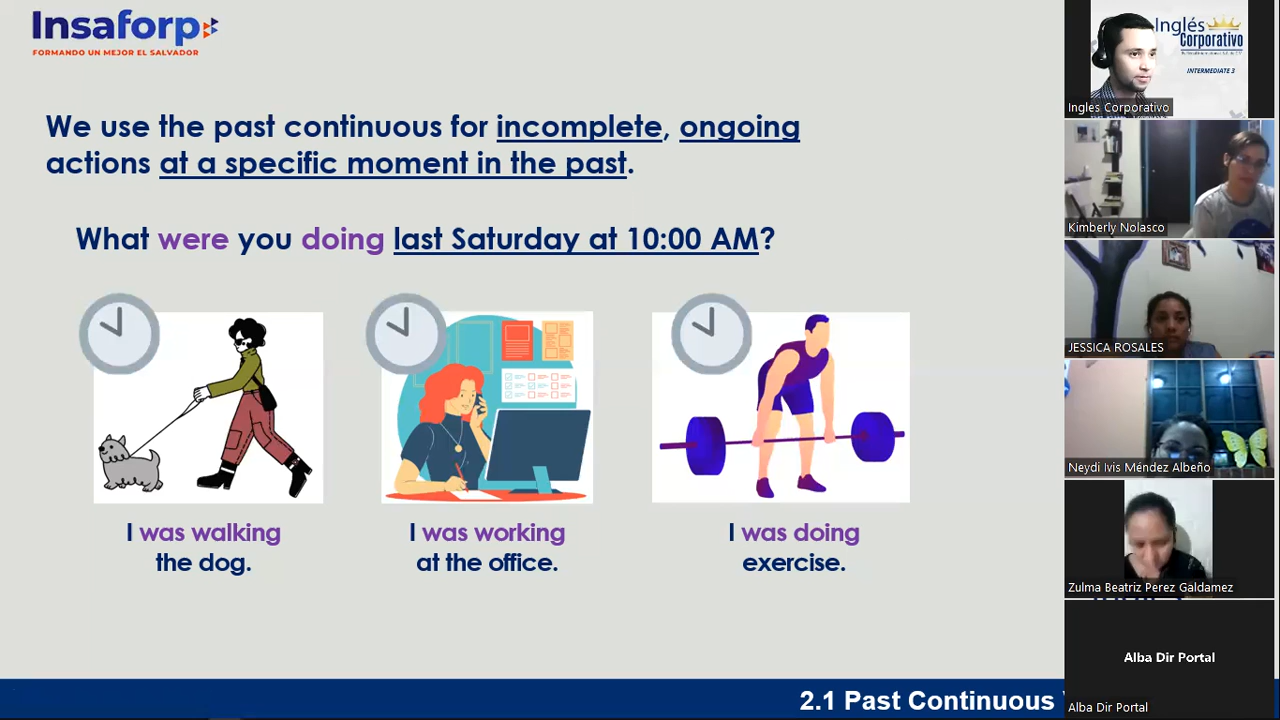 Insaforp
FORMANDO UN MEJOR EL SALVADOR
We use the past continuous for incomplete, ongoing
actions at a specific moment in the past.
What were you doing last Saturday at 10:00 AM?
I was walking
the dog.
I was working
at the office.
I was doing
exercise.
2.1 Past Continuous
Inglés
Corporativo
INTERMEDIATE 3
Ingles Corporativo
Kimberly Nolasco
JESSICA ROSALES
Neydi Ivis Méndez Albeño
Zulma Beatriz Perez Galdamez
Alba Dir Portal
Alba Dir Portal